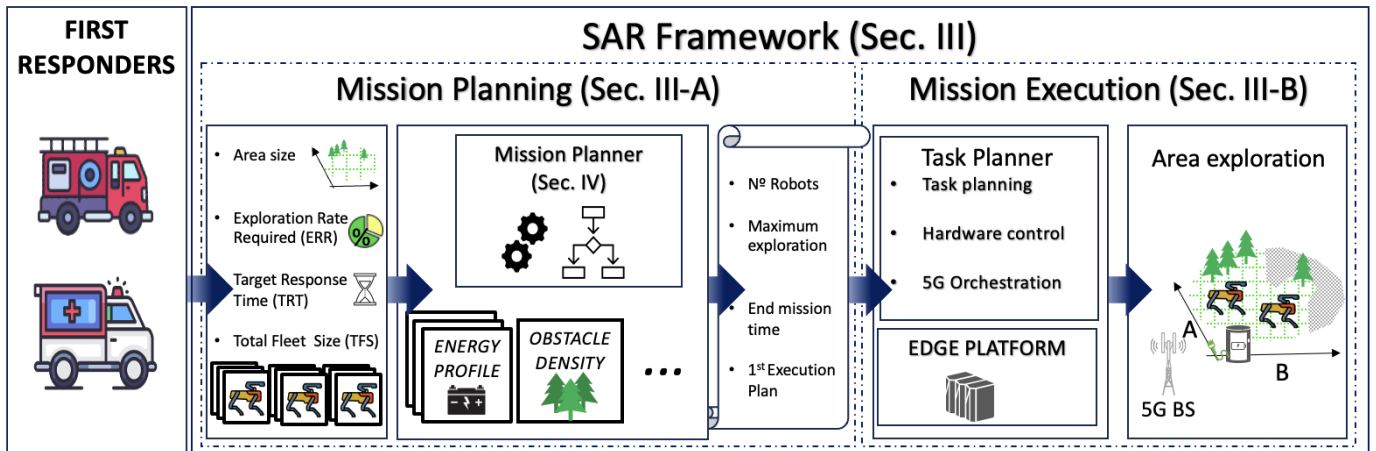 FIRST
RESPONDERS
SAR Framework (Sec. III)
Mission Planning (Sec. III-A)
Mission Execution (Sec. III-B)
• Area size
• Exploration Rate
Required (ERR)
%
• Target Response
Time (TRT)
• Total Fleet Size (TFS)
Mission Planner
(Sec. IV)
ENERGY
PROFILE
OBSTACLE
DENSITY
...
• Nº Robots
• Maximum
exploration
• End mission
time
• 1st Execution
Plan
Task Planner
• Task planning
• Hardware control
• 5G Orchestration
EDGE PLATFORM
Area exploration
A
B
5G BS